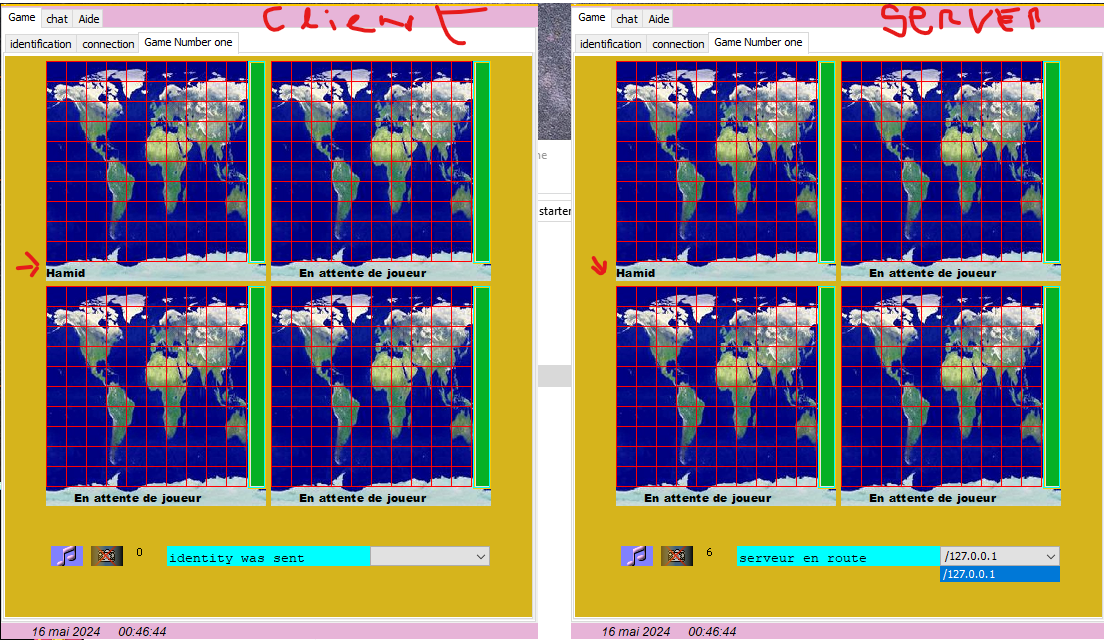 CLIENT
SERVER
Game chat Aide
identification connection Game Number one
Hamid
En attente de joueur
En attente de joueur
En attente de joueur
0
identity was sent
16 mai 2024 00:46:44
ne
starter
Game chat Aide
identification connection Game Number one
Hamid
En attente de joueur
En attente de joueur
En attente de joueur
6
serveur en route
/127.0.0.1
/127.0.0.1
16 mai 2024 00:46:44